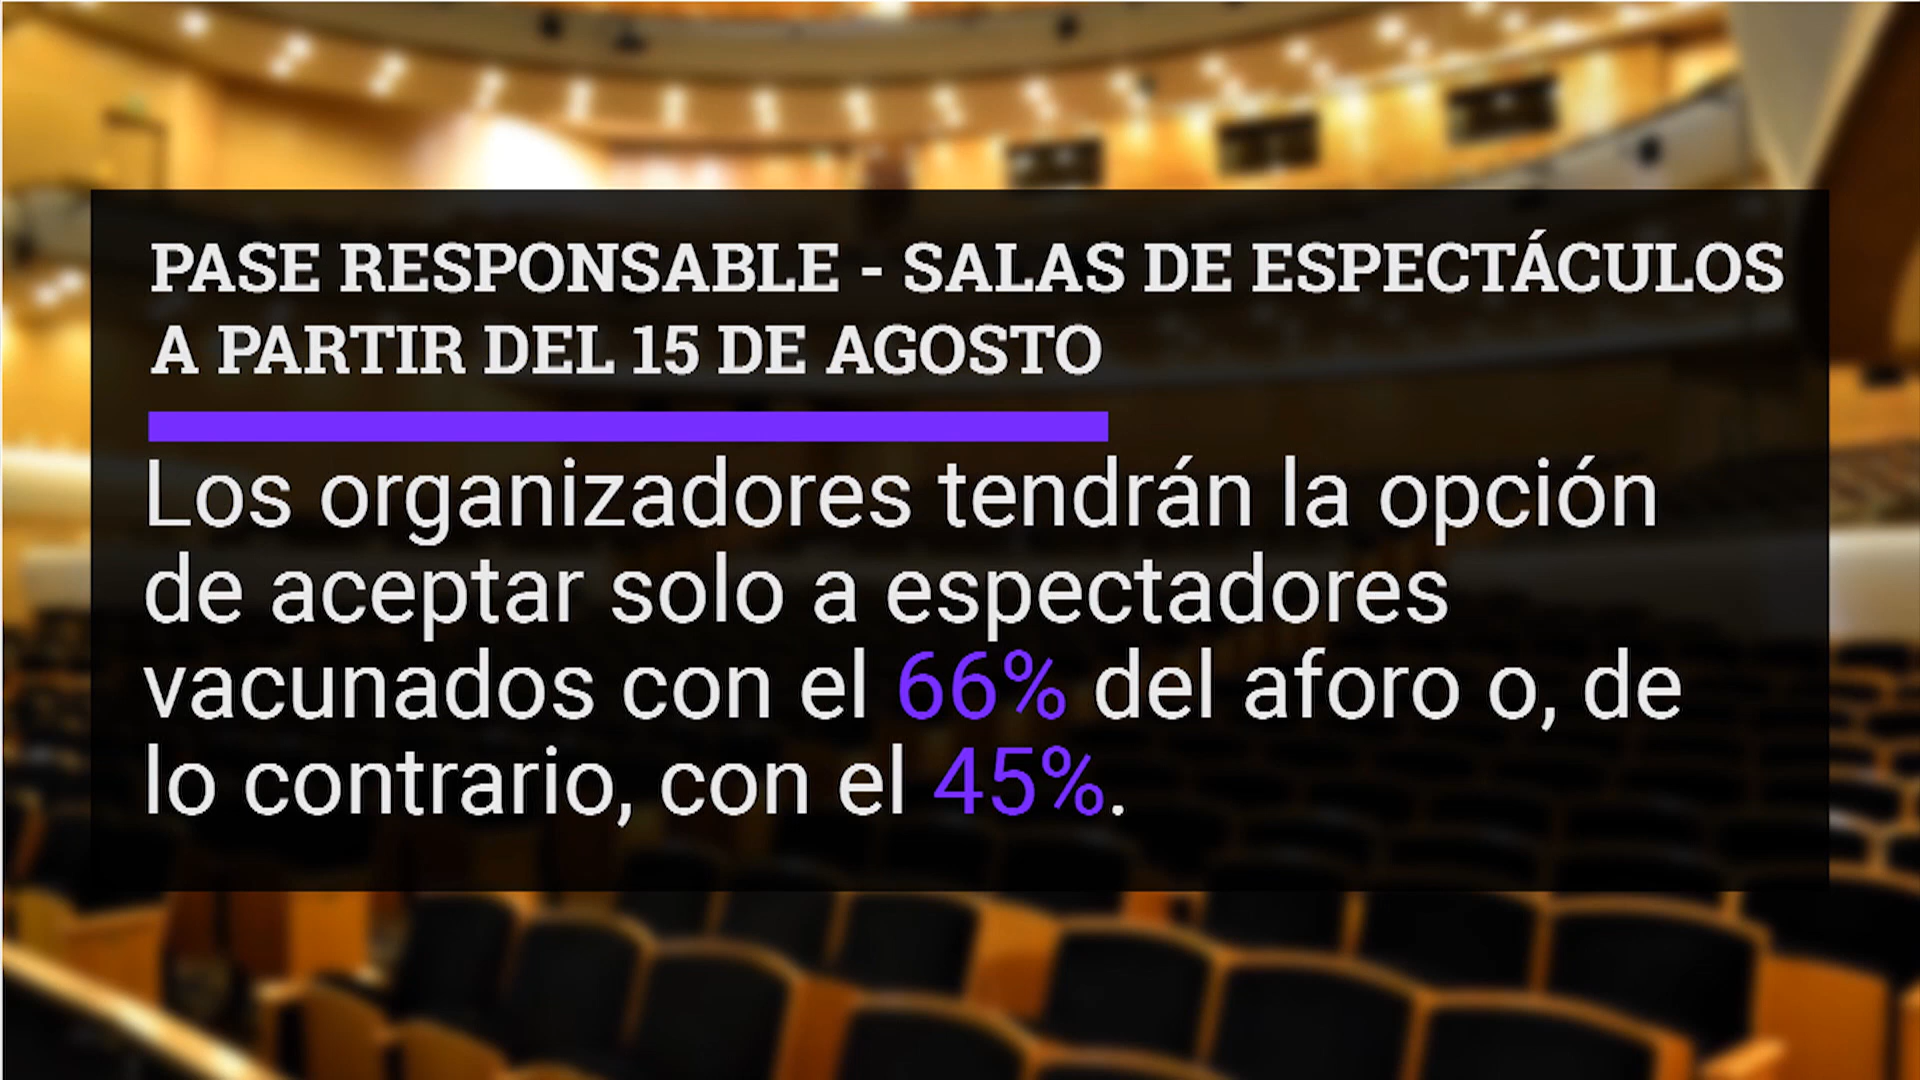 PASE RESPONSABLE - SALAS DE ESPECTÁCULOS
A PARTIR DEL 15 DE AGOSTO
Los organizadores tendrán la opción
de aceptar solo a espectadores
vacunados con el 66% del aforo o, de
lo contrario, con el 45%.